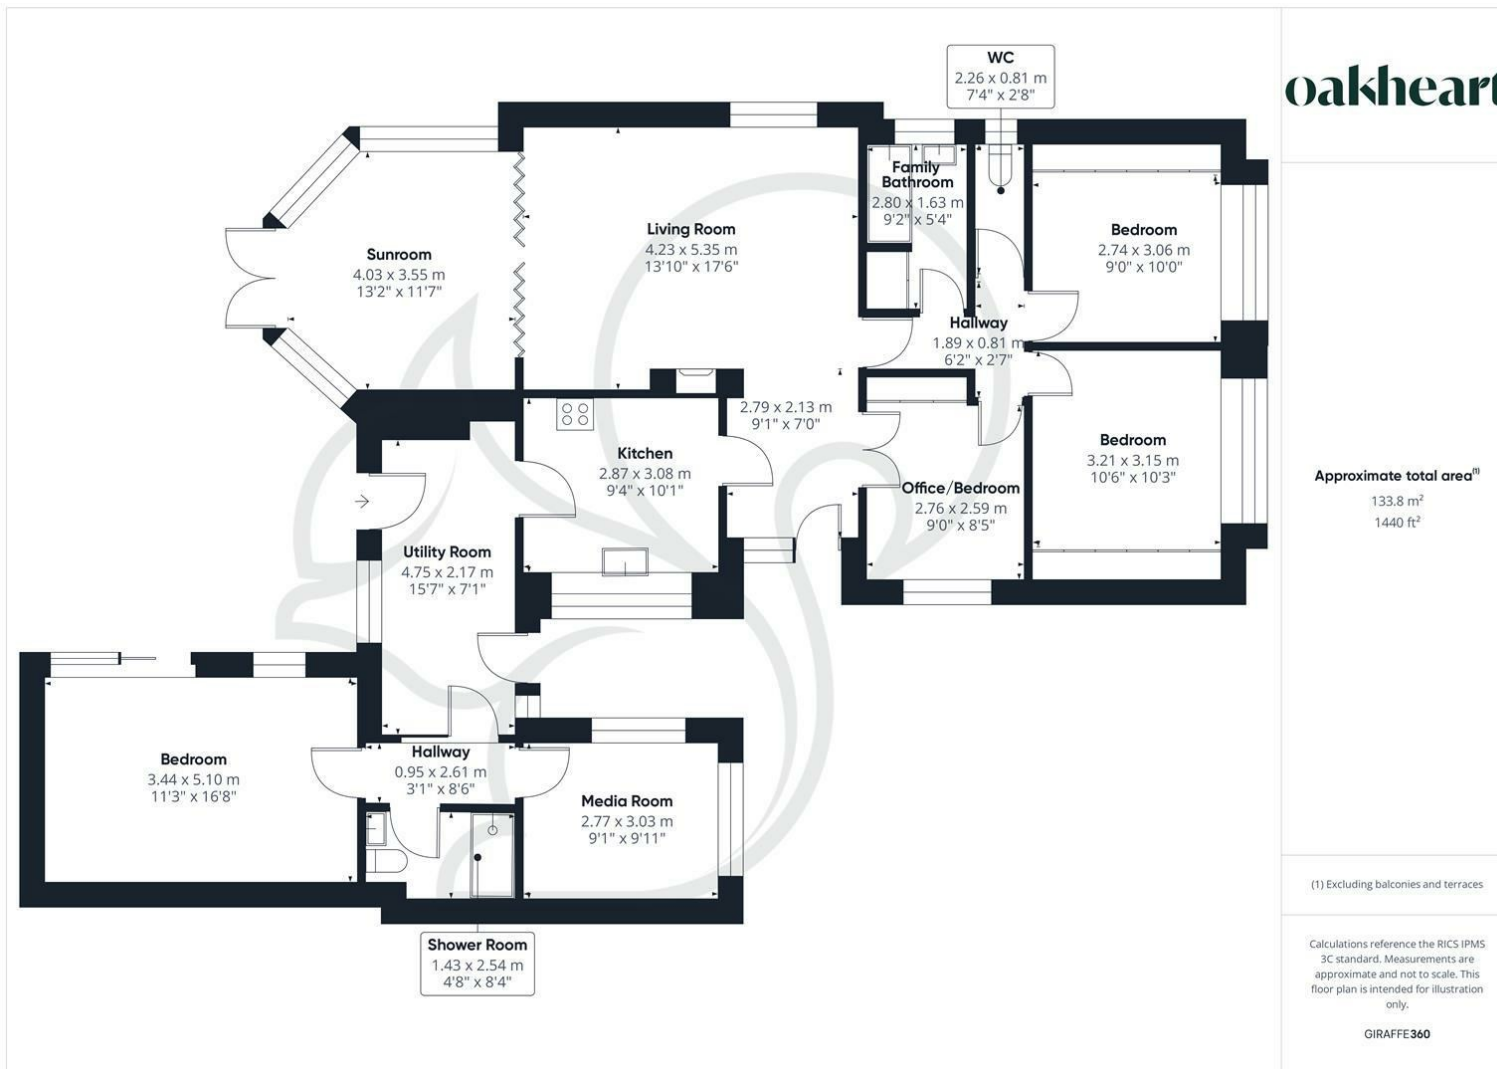 WC
2.26 x 0.81 m
7'4" x 2'8"
oakheart
Family
Bathroom
2.80 x 1.63 m
9'2" x 5'4"
Living Room
4.23 x 5.35 m
13'10" x 17'6"
Bedroom
2.74 x 3.06 m
9'0" x 10'0"
Sunroom
4.03 x 3.55 m
13'2" x 11'7"
Hallway
1.89 x 0.81 m
6'2" x 2'7"
2.79 x 2.13 m
9'1" x 7'0"
Kitchen
2.87 x 3.08 m
9'4" x 10'1"
Bedroom
3.21 x 3.15 m
10'6" x 10'3"
Office/Bedroom
2.76 x 2.59 m
9'0" x 8'5"
Approximate total area(1)
133.8 m²
1440 ft²
Utility Room
4.75 x 2.17 m
15'7" x 7'1"
Bedroom
3.44 x 5.10 m
11'3" x 16'8"
Hallway
0.95 x 2.61 m
3'1" x 8'6"
Media Room
2.77 x 3.03 m
9'1" x 9'11"
Shower Room
1.43 x 2.54 m
4'8" x 8'4"
(1) Excluding balconies and terraces
Calculations reference the RICS IPMS
3C standard. Measurements are
approximate and not to scale. This
floor plan is intended for illustration
only.
GIRAFFE360